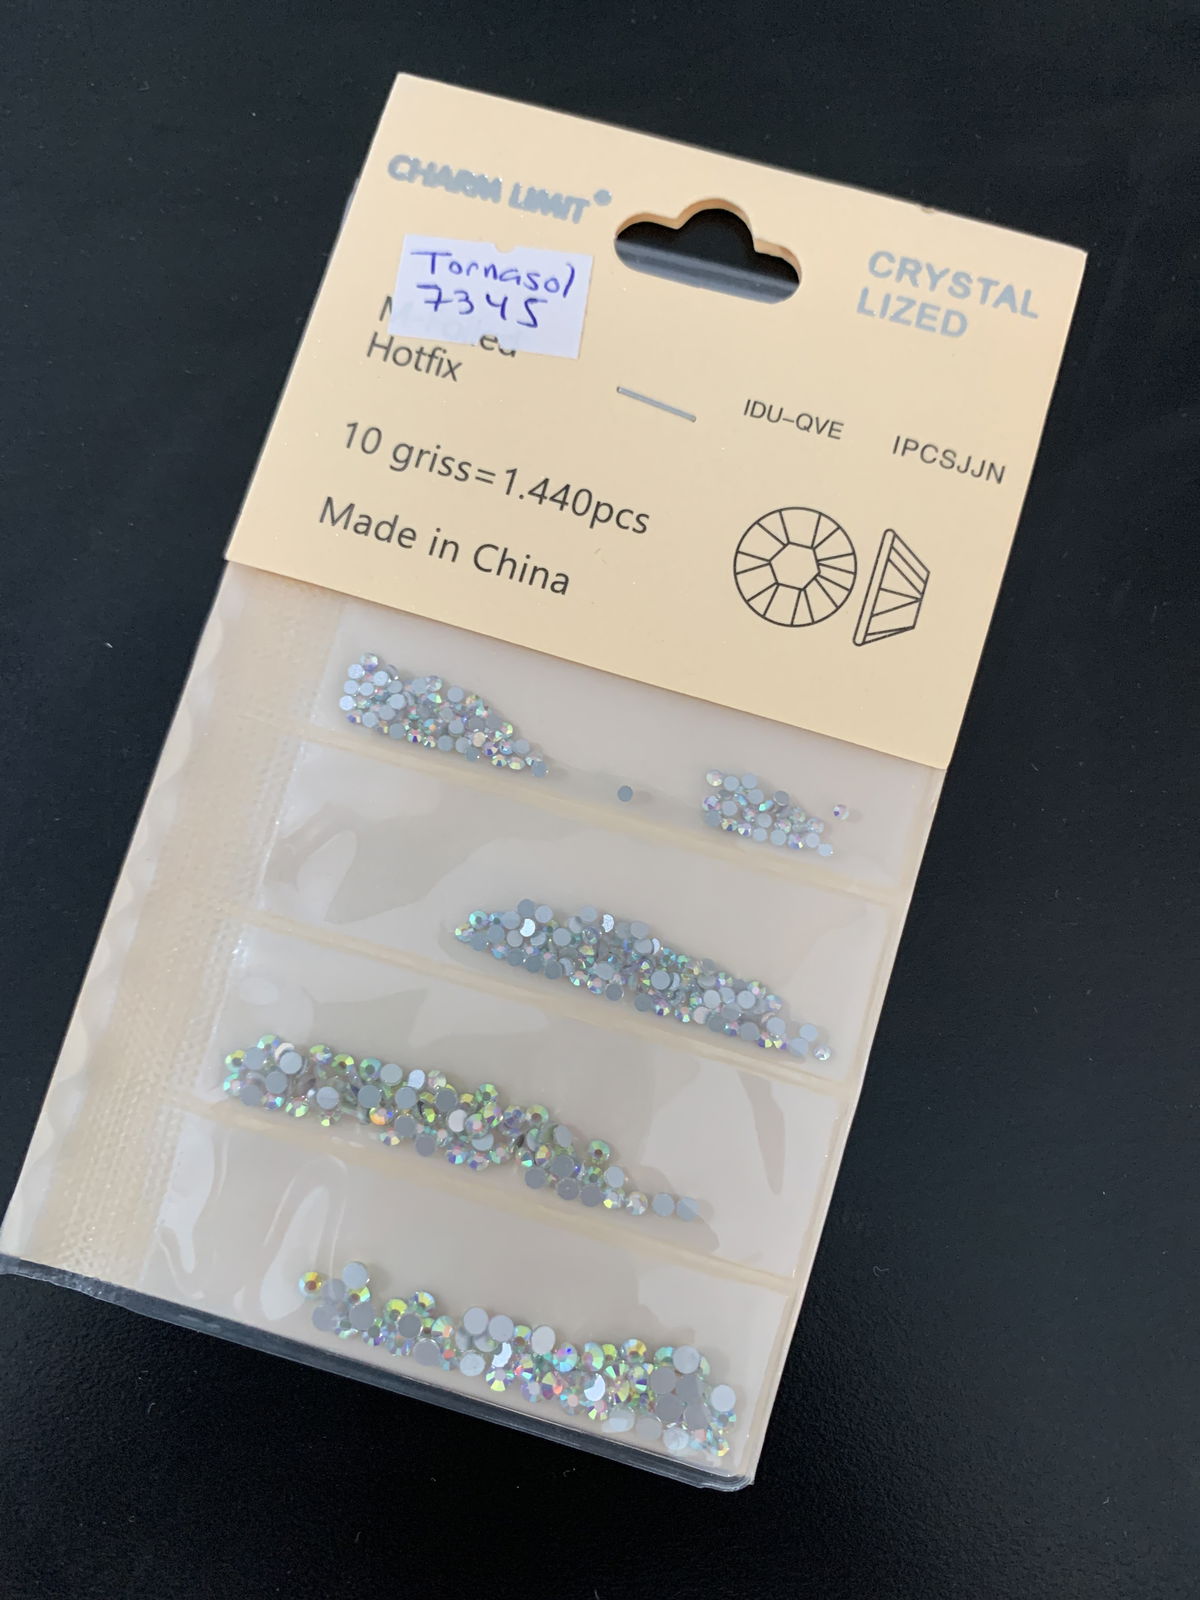 CHARM LIMIT®
CRYSTAL
LIZED
Tornasol
7345
Hotfix
IDU-QVE IPCSJJN
10 griss=1.440pcs
Made in China